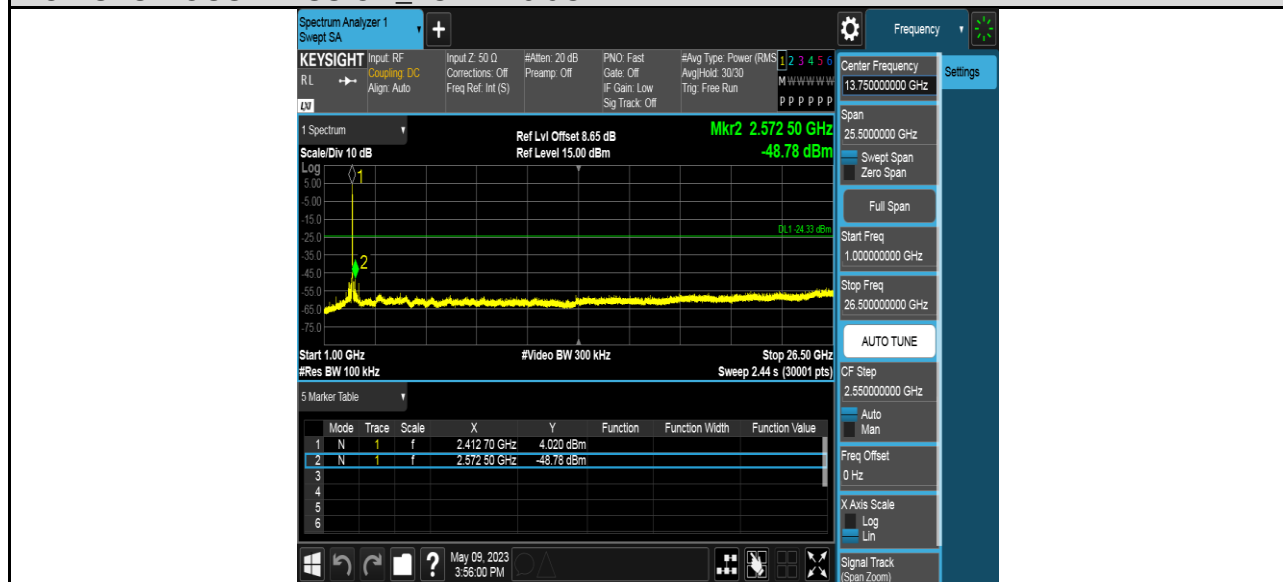 Spectrum Analyzer 1
Swept SA
+
Frequency
KEYSIGHT
Input: RF
Coupling: DC
Align: Auto
Input Z: 50 Ω
Corrections: Off
Freq Ref: Int (S)
#Atten: 20 dB
Preamp: Off
PNO: Fast
Gate: Off
IF Gain: Low
Sig Track: Off
#Avg Type: Power (RMS
Avg|Hold: 30/30
Trig: Free Run
1 2 3 4 5 6
M W W W W W
P P P P P P
RL
LXI
Center Frequency
13.750000000 GHz
Settings
Span
25.5000000 GHz
Swept Span
Zero Span
Full Span
Start Freq
1.000000000 GHz
Stop Freq
26.500000000 GHz
AUTO TUNE
CF Step
2.550000000 GHz
Auto
Man
Freq Offset
0 Hz
X Axis Scale
Log
Lin
Signal Track
(Span Zoom)
1 Spectrum
Scale/Div 10 dB
Ref Lvl Offset 8.65 dB
Ref Level 15.00 dBm
Mkr2 2.572 50 GHz
-48.78 dBm
Log
5.00
-5.00
-15.0
-25.0
-35.0
-45.0
-55.0
-65.0
-75.0
1
2
DL1 -24.33 dBm
Start 1.00 GHz
#Video BW 300 kHz
Stop 26.50 GHz
#Res BW 100 kHz
Sweep 2.44 s (30001 pts)
5 Marker Table
Mode Trace Scale X Y Function Function Width Function Value
1 N 1 f 2.412 70 GHz 4.020 dBm
2 N 1 f 2.572 50 GHz -48.78 dBm
3
4
5
6
?
May 09, 2023
3:56:00 PM